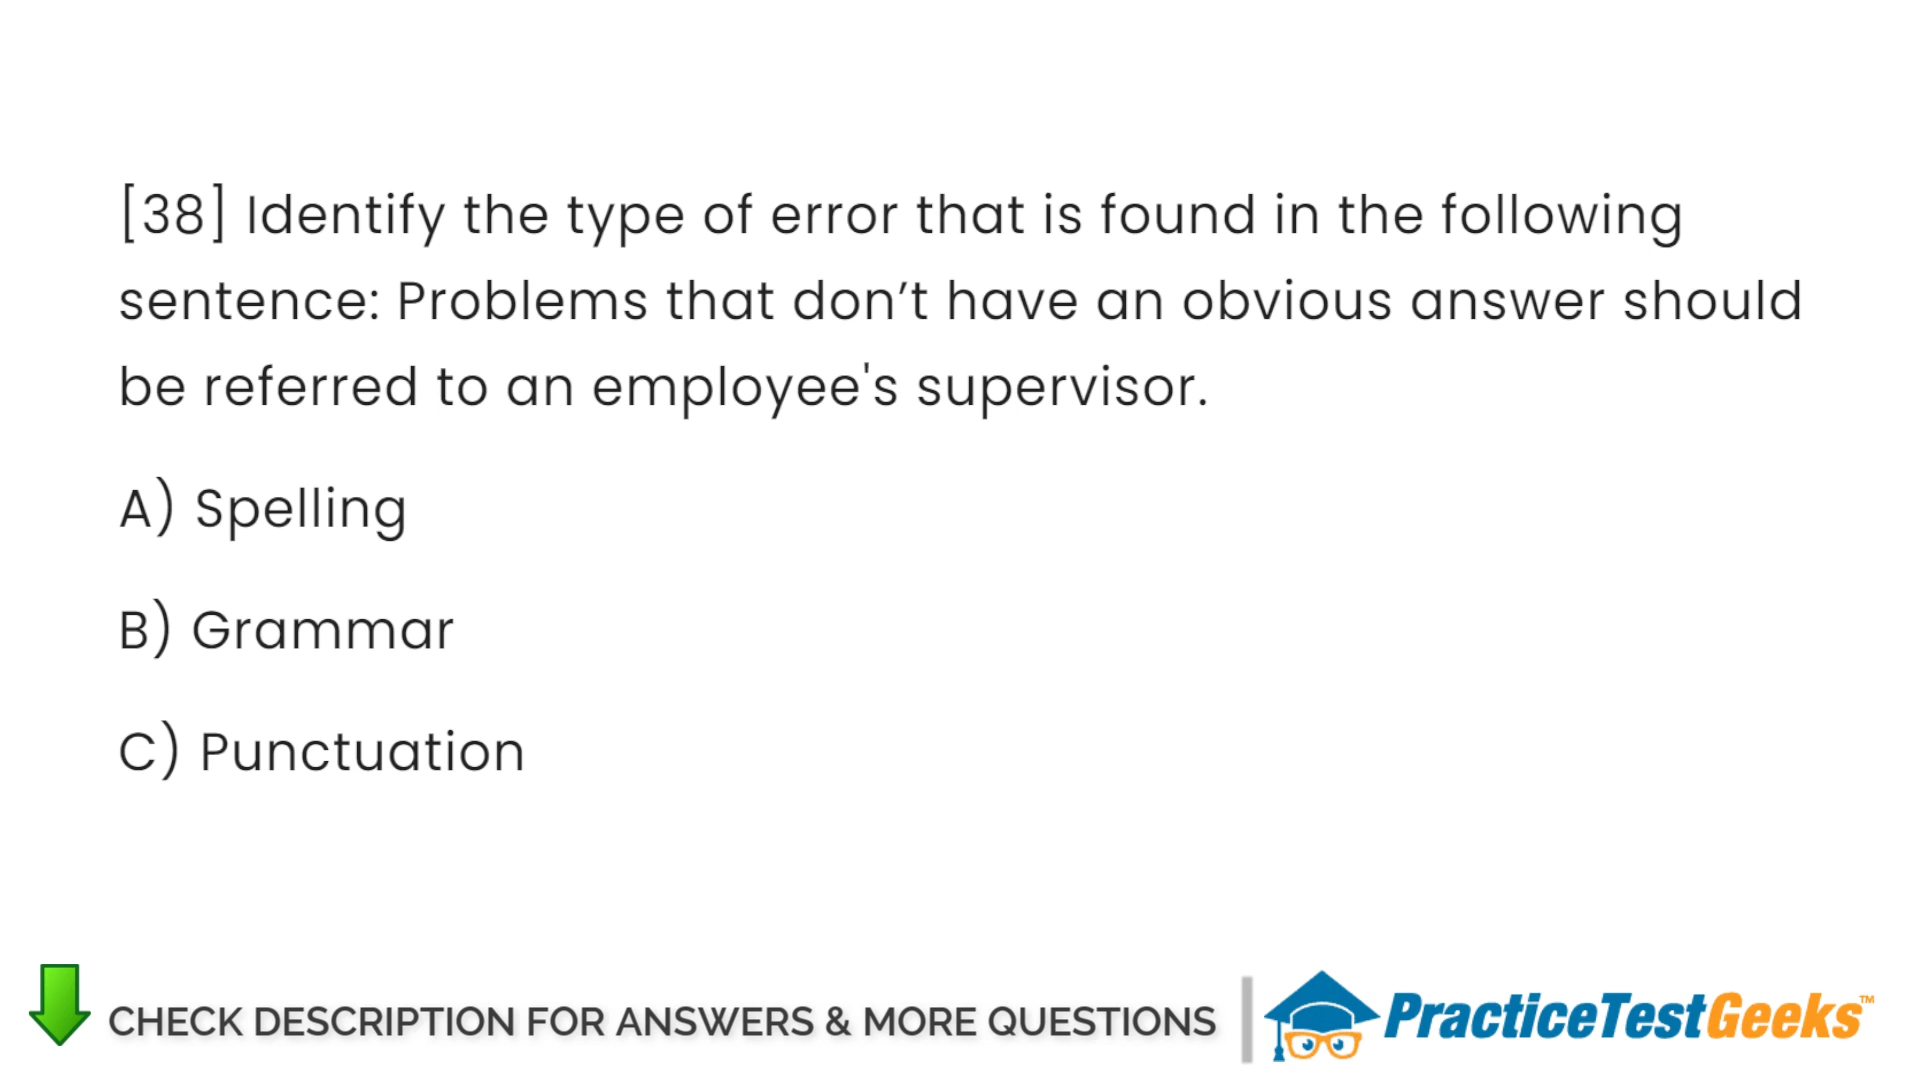 [38] Identify the type of error that is found in the following
sentence: Problems that don’t have an obvious answer should
be referred to an employee's supervisor.
A) Spelling
B) Grammar
C) Punctuation
CHECK DESCRIPTION FOR ANSWERS & MORE QUESTIONS
PracticeTestGeeks™